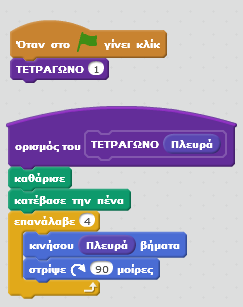 Όταν στο γίνει κλικ
ΤΕΤΡΑΓΩΝΟ 1
ορισμός του ΤΕΤΡΑΓΩΝΟ Πλευρά
καθάρισε
κατέβασε την πένα
επανάλαβε 4
κινήσου Πλευρά βήματα
στρίψε 90 μοίρες